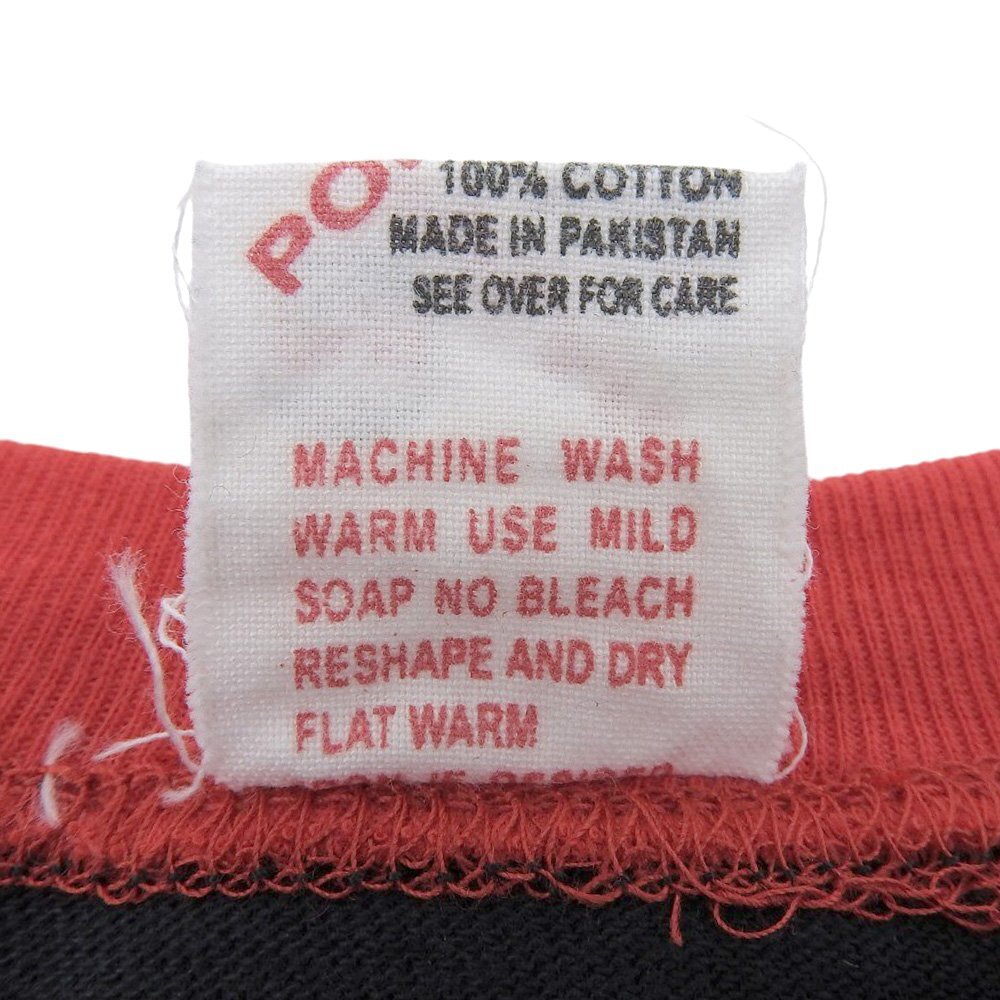 PO
100% COTTON
MADE IN PAKISTAN
SEE OVER FOR CARE
MACHINE WASH
WARM USE MILD
SOAP NO BLEACH
RESHAPE AND DRY
FLAT WARM